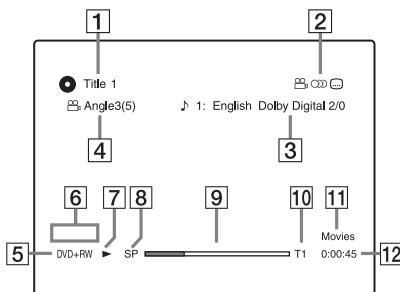 1
2
Title 1
Angle3(5)
1: English Dolby Digital 2/0
4
3
6
7
8
9
10
11
Movies
5
DVD+RW
SP
T1
0:00:45
12